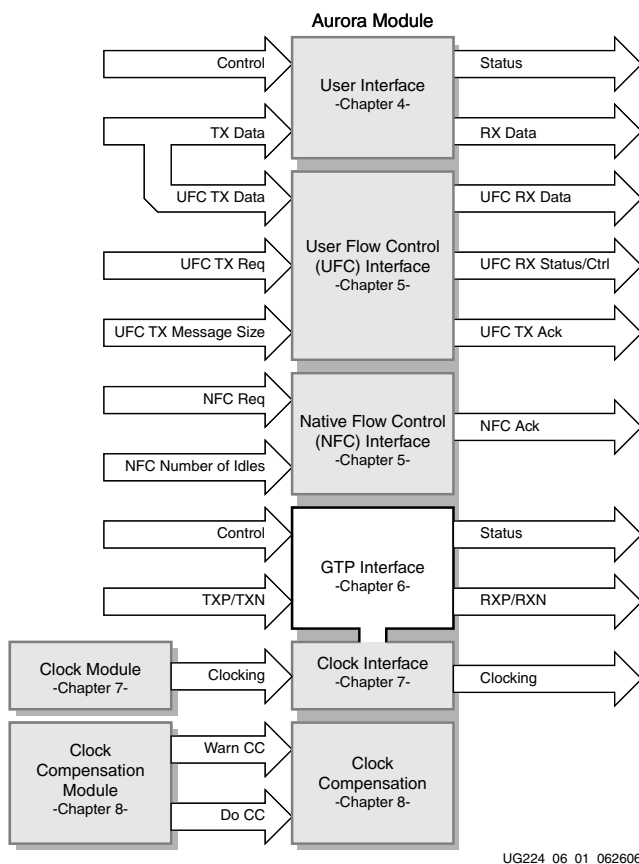 Aurora Module
Control
User Interface
-Chapter 4-
Status
TX Data
RX Data
UFC TX Data
User Flow Control
(UFC) Interface
-Chapter 5-
UFC RX Data
UFC TX Req
UFC RX Status/Ctrl
UFC TX Message Size
UFC TX Ack
NFC Req
Native Flow Control
(NFC) Interface
-Chapter 5-
NFC Ack
NFC Number of Idles
Control
GTP Interface
-Chapter 6-
Status
TXP/TXN
RXP/RXN
Clock Module
-Chapter 7-
Clocking
Clock Interface
-Chapter 7-
Clocking
Clock
Compensation
Module
-Chapter 8-
Warn CC
Do CC
Clock
Compensation
-Chapter 8-
UG224_06_01_062606